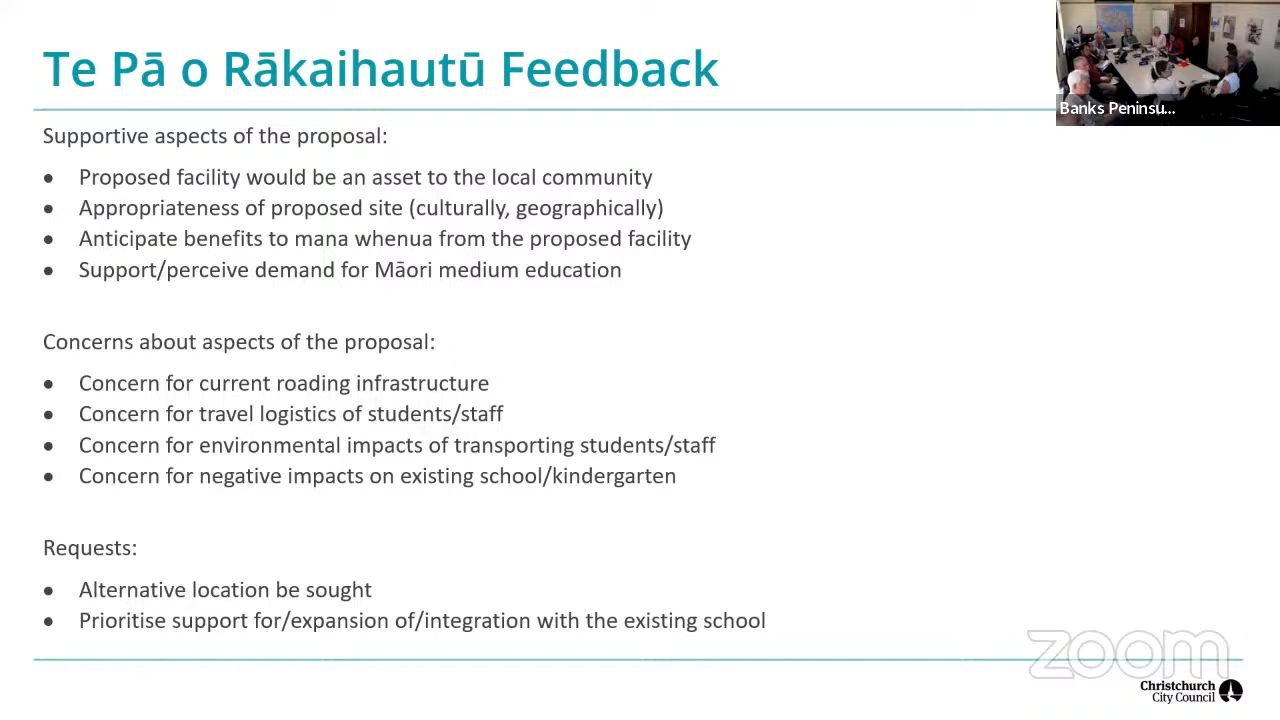 Te Pā o Rākaihautū Feedback
Banks Peninsu...
Supportive aspects of the proposal:
• Proposed facility would be an asset to the local community
• Appropriateness of proposed site (culturally, geographically)
• Anticipate benefits to mana whenua from the proposed facility
• Support/perceive demand for Māori medium education
Concerns about aspects of the proposal:
• Concern for current roading infrastructure
• Concern for travel logistics of students/staff
• Concern for environmental impacts of transporting students/staff
• Concern for negative impacts on existing school/kindergarten
Requests:
• Alternative location be sought
• Prioritise support for/expansion of/integration with the existing school
zoom
Christchurch
City Council